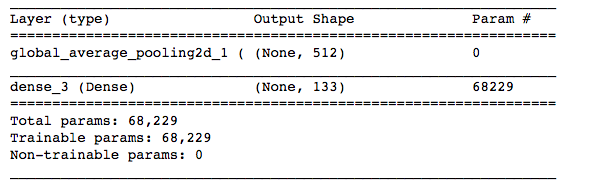 Layer (type)                 Output Shape              Param #
=================================================================
global_average_pooling2d_1 ( (None, 512)               0
_________________________________________________________________
dense_3 (Dense)              (None, 133)               68229
=================================================================
Total params: 68,229
Trainable params: 68,229
Non-trainable params: 0
_________________________________________________________________